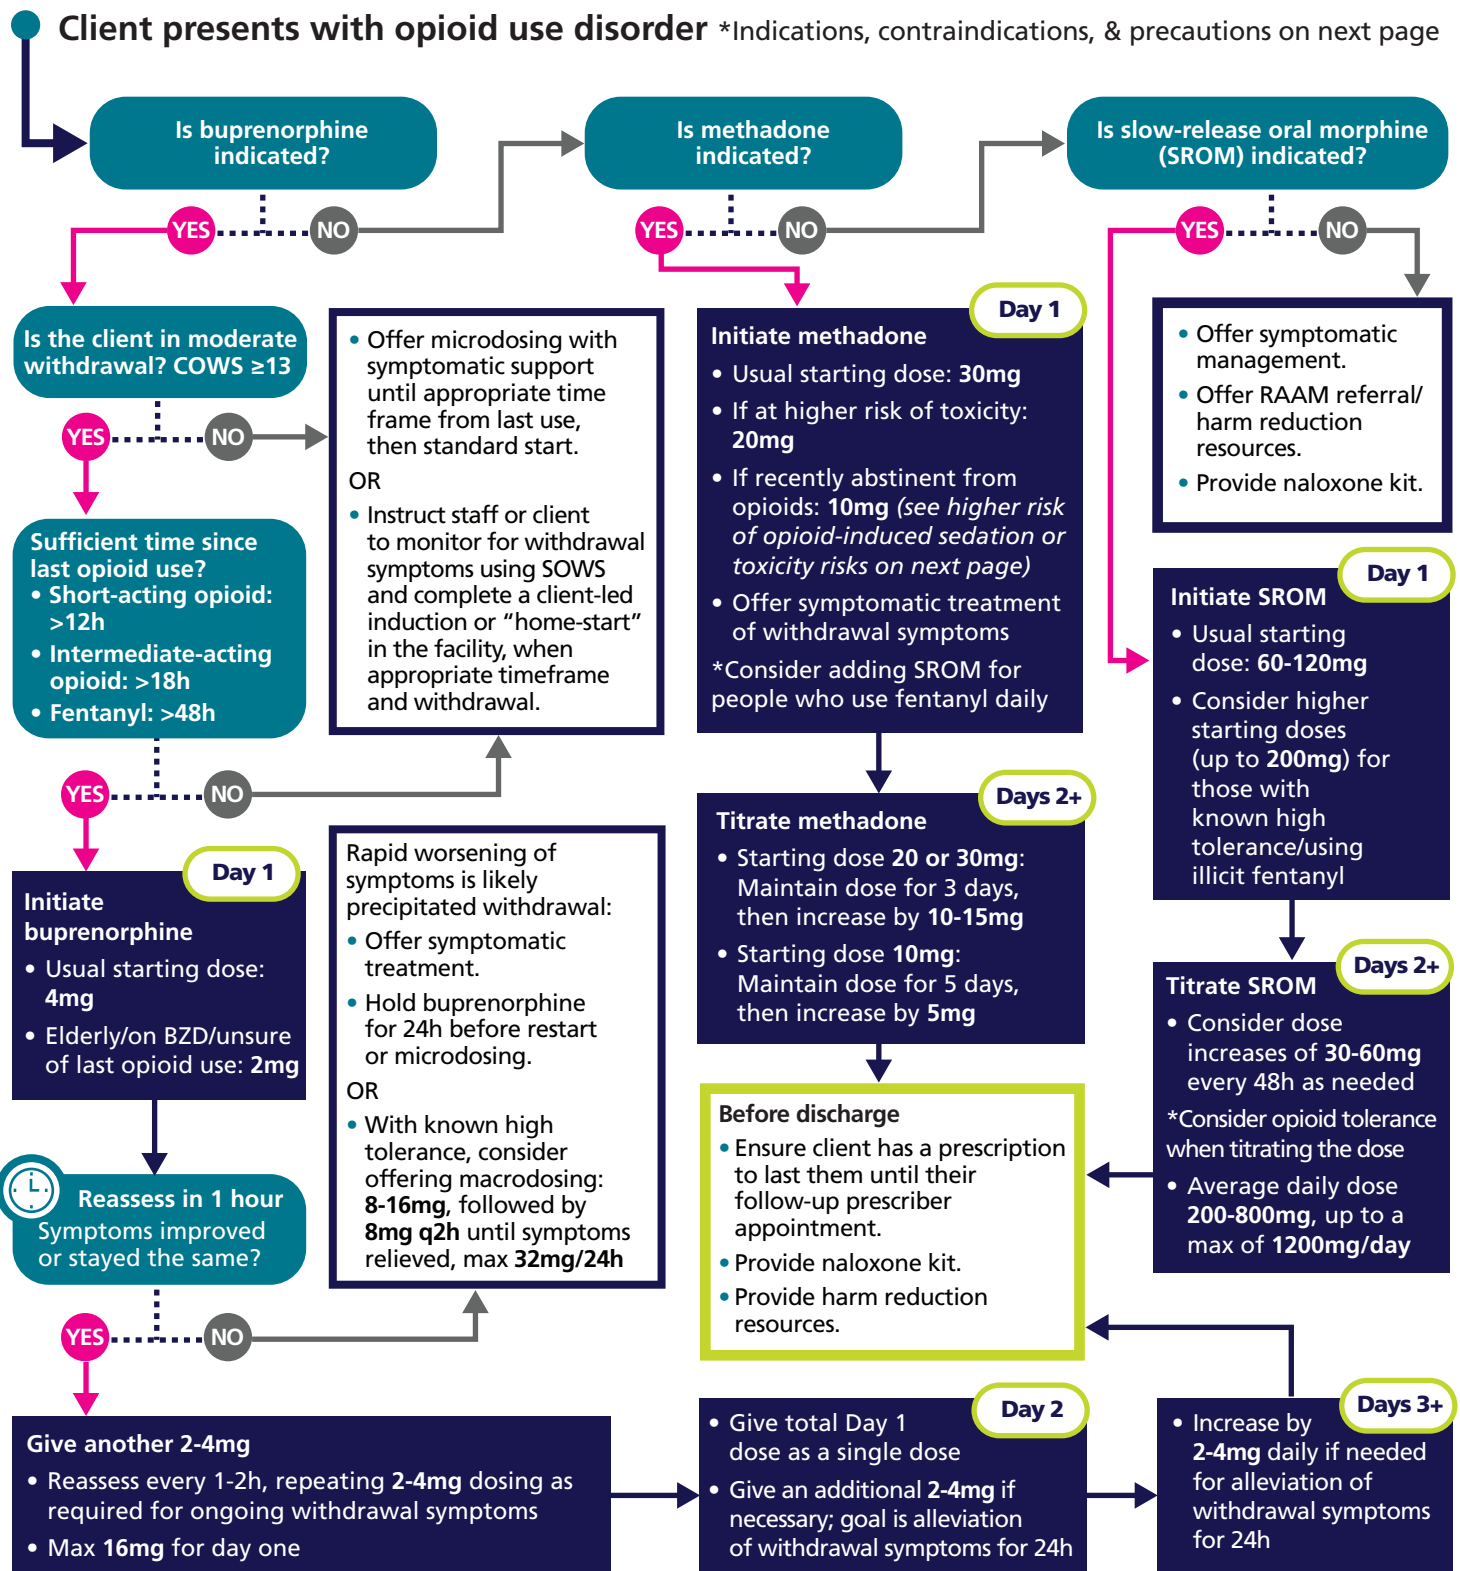 Client presents with opioid use disorder *Indications, contraindications, & precautions on next page
Is buprenorphine
indicated?
YES
NO
Is methadone
indicated?
YES
NO
Is slow-release oral morphine
(SROM) indicated?
YES
NO
Is the client in moderate
withdrawal? COWS ≥13
YES
NO
Sufficient time since
last opioid use?
• Short-acting opioid:
>12h
• Intermediate-acting
opioid: >18h
• Fentanyl: >48h
YES
NO
• Offer microdosing with
symptomatic support
until appropriate time
frame from last use,
then standard start.
OR
• Instruct staff or client
to monitor for withdrawal
symptoms using SOWS
and complete a client-led
induction or “home-start”
in the facility, when
appropriate timeframe
and withdrawal.
Day 1
Initiate
buprenorphine
• Usual starting dose:
4mg
• Elderly/on BZD/unsure
of last opioid use: 2mg
Reassess in 1 hour
Symptoms improved
or stayed the same?
YES
NO
Rapid worsening of
symptoms is likely
precipitated withdrawal:
• Offer symptomatic
treatment.
• Hold buprenorphine
for 24h before restart
or microdosing.
OR
• With known high
tolerance, consider
offering macrodosing:
8-16mg, followed by
8mg q2h until symptoms
relieved, max 32mg/24h
Give another 2-4mg
• Reassess every 1-2h, repeating 2-4mg dosing as
required for ongoing withdrawal symptoms
• Max 16mg for day one
Day 2
• Give total Day 1
dose as a single dose
• Give an additional 2-4mg if
necessary; goal is alleviation
of withdrawal symptoms for 24h
Days 3+
• Increase by
2-4mg daily if needed
for alleviation of
withdrawal symptoms
for 24h
Day 1
Initiate methadone
• Usual starting dose: 30mg
• If at higher risk of toxicity:
20mg
• If recently abstinent from
opioids: 10mg (see higher risk
of opioid-induced sedation or
toxicity risks on next page)
• Offer symptomatic treatment
of withdrawal symptoms
*Consider adding SROM for
people who use fentanyl daily
Days 2+
Titrate methadone
• Starting dose 20 or 30mg:
Maintain dose for 3 days,
then increase by 10-15mg
• Starting dose 10mg:
Maintain dose for 5 days,
then increase by 5mg
Before discharge
• Ensure client has a prescription
to last them until their
follow-up prescriber
appointment.
• Provide naloxone kit.
• Provide harm reduction
resources.
• Offer symptomatic
management.
• Offer RAAM referral/
harm reduction
resources.
• Provide naloxone kit.
Day 1
Initiate SROM
• Usual starting
dose: 60-120mg
• Consider higher
starting doses
(up to 200mg) for
those with
known high
tolerance/using
illicit fentanyl
Days 2+
Titrate SROM
• Consider dose
increases of 30-60mg
every 48h as needed
*Consider opioid tolerance
when titrating the dose
• Average daily dose
200-800mg, up to a
max of 1200mg/day